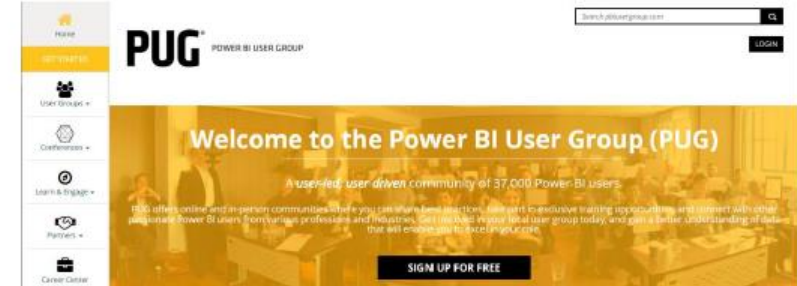 Home
GET STARTED
User Groups
Conferences
Learn & Engage
Partners
Career Center
Search pbiusergroup.com
LOGIN
PUG
POWER BI USER GROUP
Welcome to the Power BI User Group (PUG)
A user-led, user driven community of 37,000 Power BI users.
PUG offers online and in-person communities where you can share best practices, take part in exclusive training opportunities, and connect with other
passionate Power BI users from various professions and industries. Get involved in your local user group today, and gain a better understanding of data
that will enable you to excel in your role.
SIGN UP FOR FREE